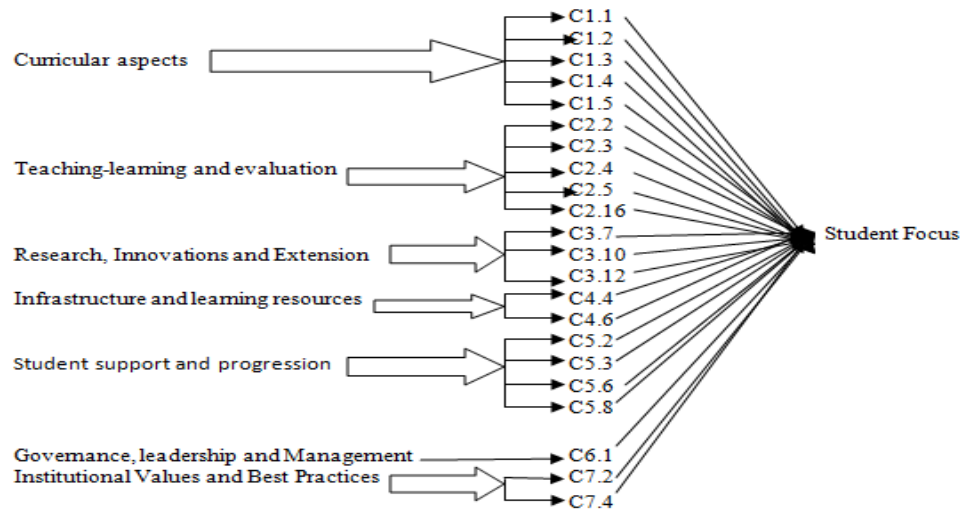 C1.1
C1.2
Curricular aspects
C1.3
C1.4
C1.5
C2.2
C2.3
Teaching-learning and evaluation
C2.4
C2.5
C2.16
C3.7
Student Focus
Research, Innovations and Extension
C3.10
C3.12
Infrastructure and learning resources
C4.4
C4.6
C5.2
Student support and progression
C5.3
C5.6
C5.8
Governance, leadership and Management
C6.1
Institutional Values and Best Practices
C7.2
C7.4